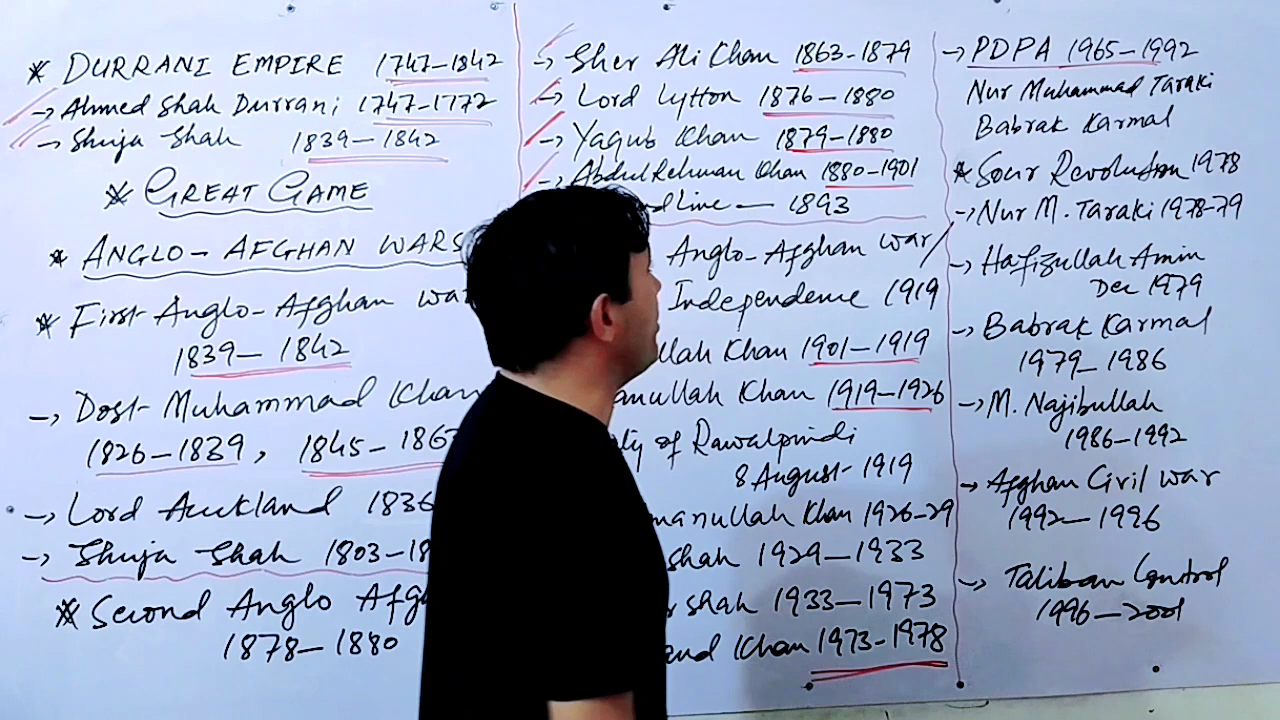 * DURRANI EMPIRE 1747-1842
→ Ahmed Shah Durrani 1747-1772
→ Shuja Shah 1839-1842
* GREAT GAME
* ANGLO-AFGHAN WARS
* First Anglo-Afghan war
1839-1842
→ Dost Muhammad Khan
1826-1839, 1845-186
→ Lord Auckland 1836
→ Shuja Shah 1803-18
* Second Anglo Afg
1878-1880
→ Sher Ali Khan 1863-1879
→ Lord Lytton 1876-1880
→ Yaqub Khan 1879-1880
→ Abdul Rehman Khan 1880-1901
nd Line — 1893
Anglo-Afghan war
Independence 1919
llah Khan 1901-1919
anullah Khan 1919-1926
ty of Rawalpindi
8 August 1919
manullah Khan 1926-29
shah 1929-1933
r shah 1933-1973
aud Khan 1973-1978
→ PDPA 1965-1992
Nur Muhammad Taraki
Babrak Karmal
* Sour Revolution 1978
→ Nur M. Taraki 1978-79
→ Hafizullah Amin
Dec 1979
→ Babrak Karmal
1979-1986
→ M. Najibullah
1986-1992
→ Afghan Civil war
1992-1996
→ Taliban Control
1996-2001